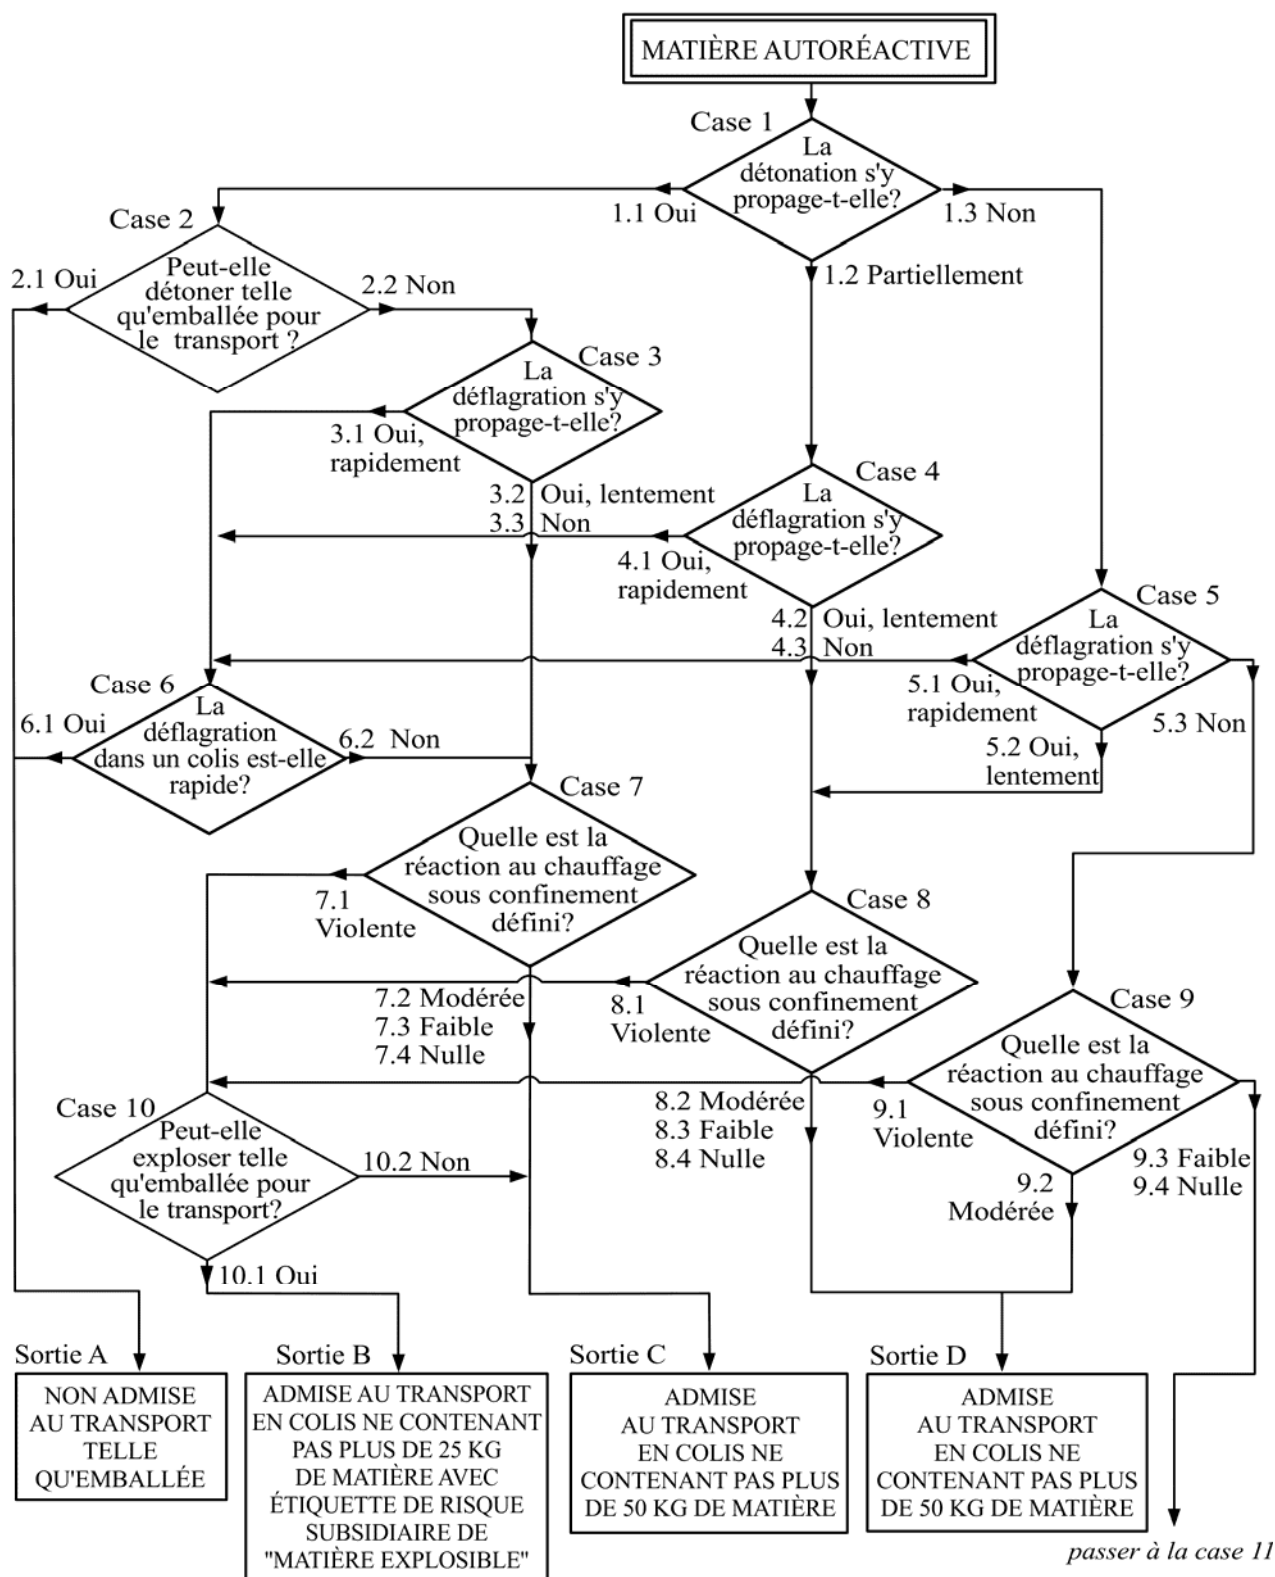 MATIÈRE AUTORÉACTIVE
Case 1
La
détonation s'y
propage-t-elle?
1.1 Oui
1.3 Non
1.2 Partiellement
Case 2
Peut-elle
détoner telle
qu'emballée pour
le transport ?
2.1 Oui
2.2 Non
Case 3
La
déflagration s'y
propage-t-elle?
3.1 Oui,
rapidement
3.2 Oui, lentement
3.3 Non
Case 4
La
déflagration s'y
propage-t-elle?
4.1 Oui,
rapidement
4.2 Oui, lentement
4.3 Non
Case 5
La
déflagration s'y
propage-t-elle?
5.1 Oui,
rapidement
5.2 Oui,
lentement
5.3 Non
Case 6
La
déflagration
dans un colis est-elle
rapide?
6.1 Oui
6.2 Non
Case 7
Quelle est la
réaction au chauffage
sous confinement
défini?
7.1
Violente
7.2 Modérée
7.3 Faible
7.4 Nulle
Case 8
Quelle est la
réaction au chauffage
sous confinement
défini?
8.1
Violente
8.2 Modérée
8.3 Faible
8.4 Nulle
Case 9
Quelle est la
réaction au chauffage
sous confinement
défini?
9.1
Violente
9.2
Modérée
9.3 Faible
9.4 Nulle
Case 10
Peut-elle
exploser telle
qu'emballée pour
le transport?
10.1 Oui
10.2 Non
Sortie A
NON ADMISE
AU TRANSPORT
TELLE
QU'EMBALLÉE
Sortie B
ADMISE AU TRANSPORT
EN COLIS NE CONTENANT
PAS PLUS DE 25 KG
DE MATIÈRE AVEC
ÉTIQUETTE DE RISQUE
SUBSIDIAIRE DE
"MATIÈRE EXPLOSIBLE"
Sortie C
ADMISE
AU TRANSPORT
EN COLIS NE
CONTENANT PAS PLUS
DE 50 KG DE MATIÈRE
Sortie D
ADMISE
AU TRANSPORT
EN COLIS NE
CONTENANT PAS PLUS
DE 50 KG DE MATIÈRE
passer à la case 11